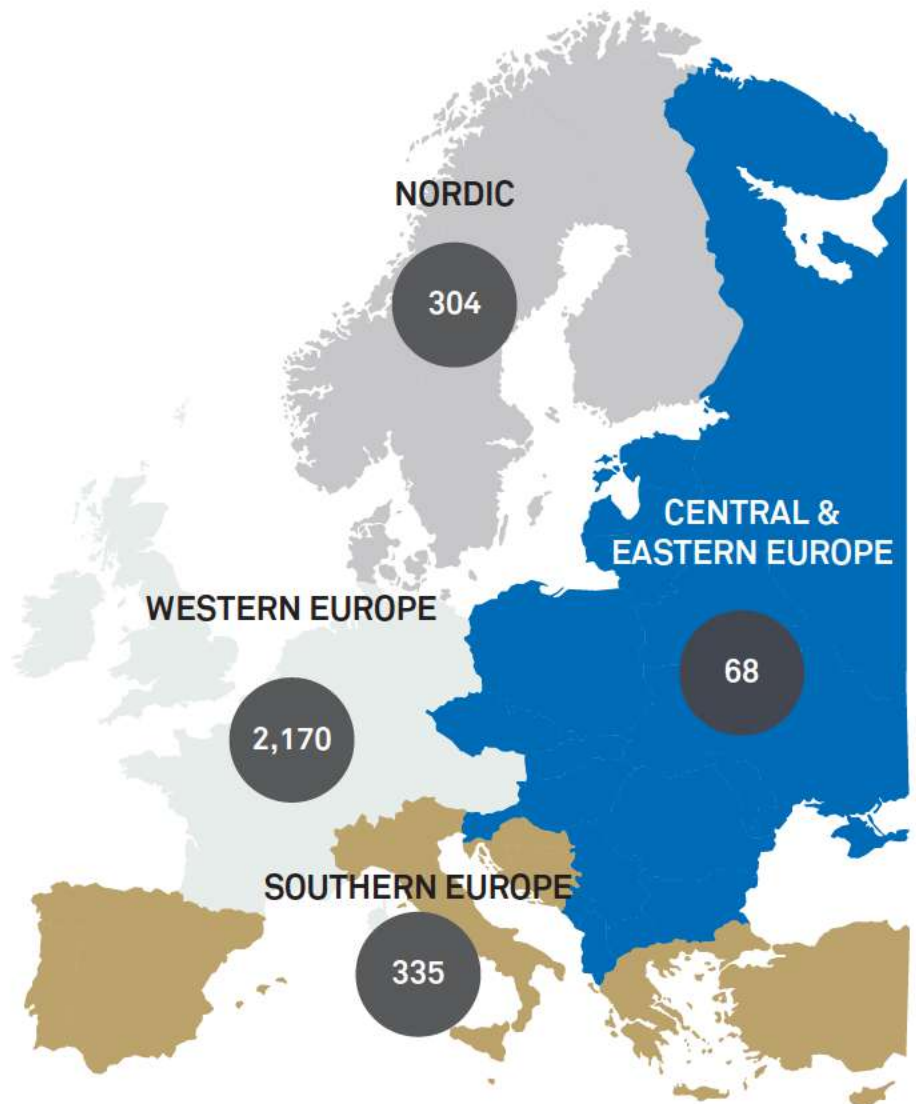 NORDIC
304
CENTRAL &
EASTERN EUROPE
68
WESTERN EUROPE
2,170
SOUTHERN EUROPE
335